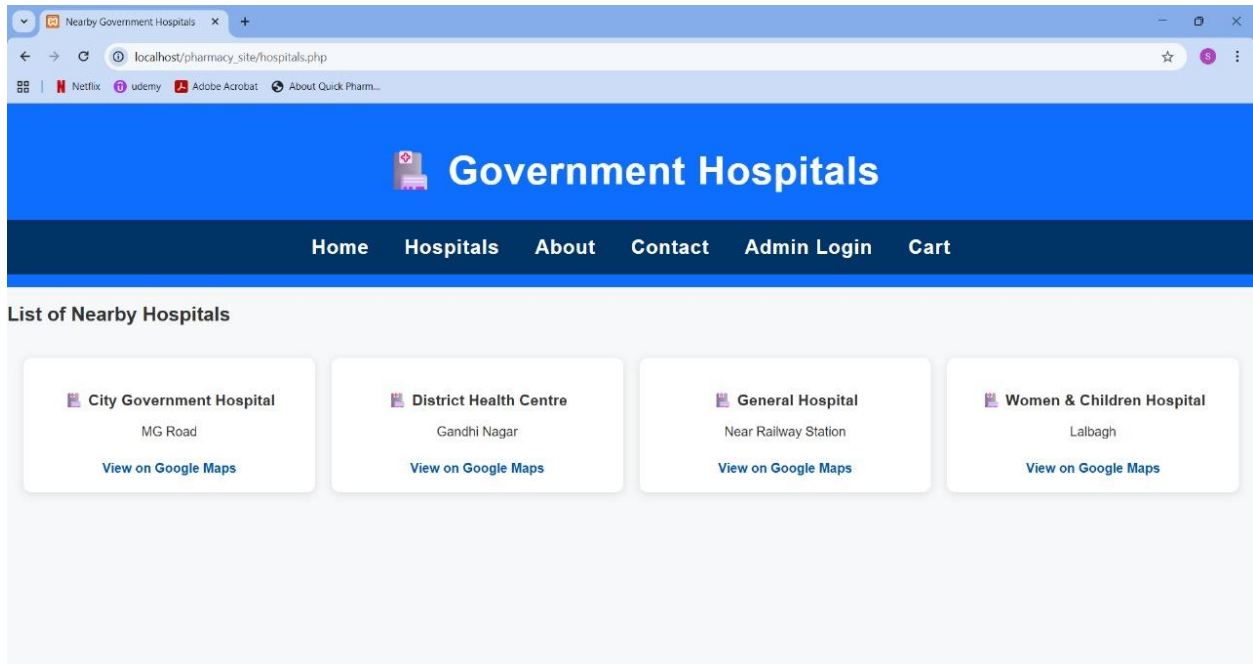 Nearby Government Hospitals
localhost/pharmacy_site/hospitals.php
S
Netflix udemy Adobe Acrobat About Quick Pharm...
Government Hospitals
Home Hospitals About Contact Admin Login Cart
List of Nearby Hospitals
City Government Hospital
MG Road
View on Google Maps
District Health Centre
Gandhi Nagar
View on Google Maps
General Hospital
Near Railway Station
View on Google Maps
Women & Children Hospital
Lalbagh
View on Google Maps